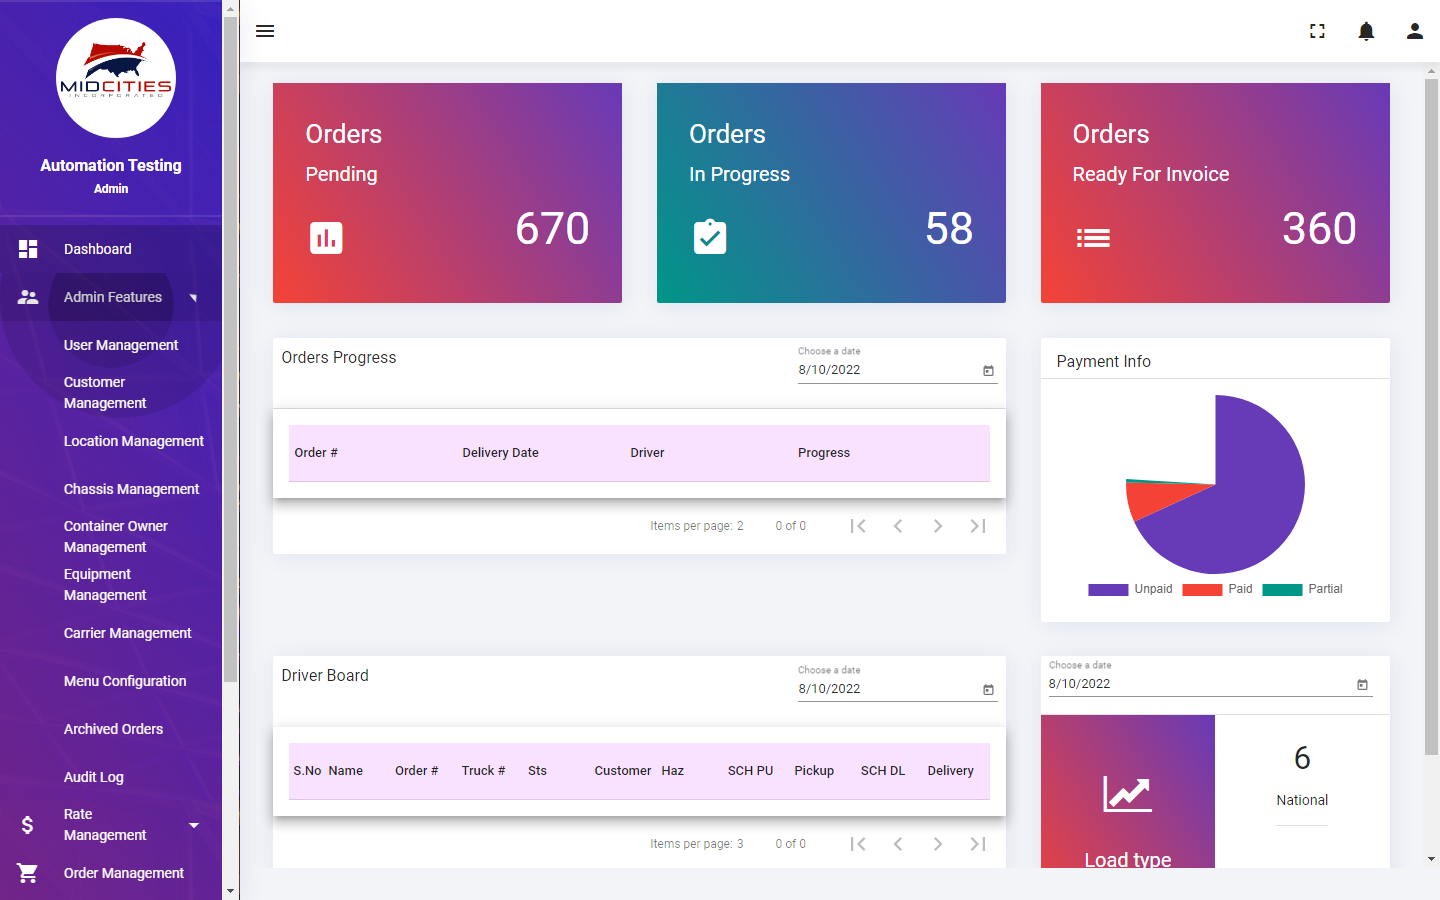 MIDCITIES
INCORPORATED
Automation Testing
Admin
Dashboard
Admin Features
User Management
Customer
Management
Location Management
Chassis Management
Container Owner
Management
Equipment
Management
Carrier Management
Menu Configuration
Archived Orders
Audit Log
Rate
Management
Order Management
Orders
Pending
670
Orders
In Progress
58
Orders
Ready For Invoice
360
Orders Progress
Choose a date
8/10/2022
Order # Delivery Date Driver Progress
Items per page: 2 0 of 0
Payment Info
Unpaid Paid Partial
Driver Board
Choose a date
8/10/2022
S.No Name Order # Truck # Sts Customer Haz SCH PU Pickup SCH DL Delivery
Items per page: 3 0 of 0
Choose a date
8/10/2022
Load type
6
National